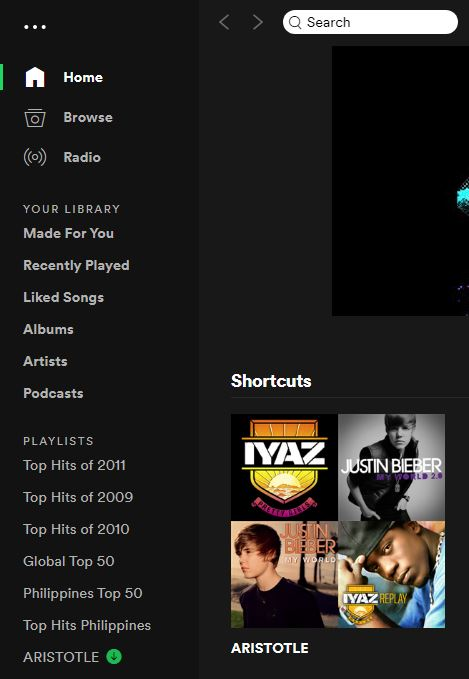 Search
Home
Browse
Radio
YOUR LIBRARY
Made For You
Recently Played
Liked Songs
Albums
Artists
Podcasts
PLAYLISTS
Top Hits of 2011
Top Hits of 2009
Top Hits of 2010
Global Top 50
Philippines Top 50
Top Hits Philippines
ARISTOTLE
Shortcuts
IYAZ
PRETTY GIRLS
JUSTIN BIEBER
MY WORLD 2.0
JUSTIN
BIEBER
MY WORLD
IYAZ REPLAY
ARISTOTLE